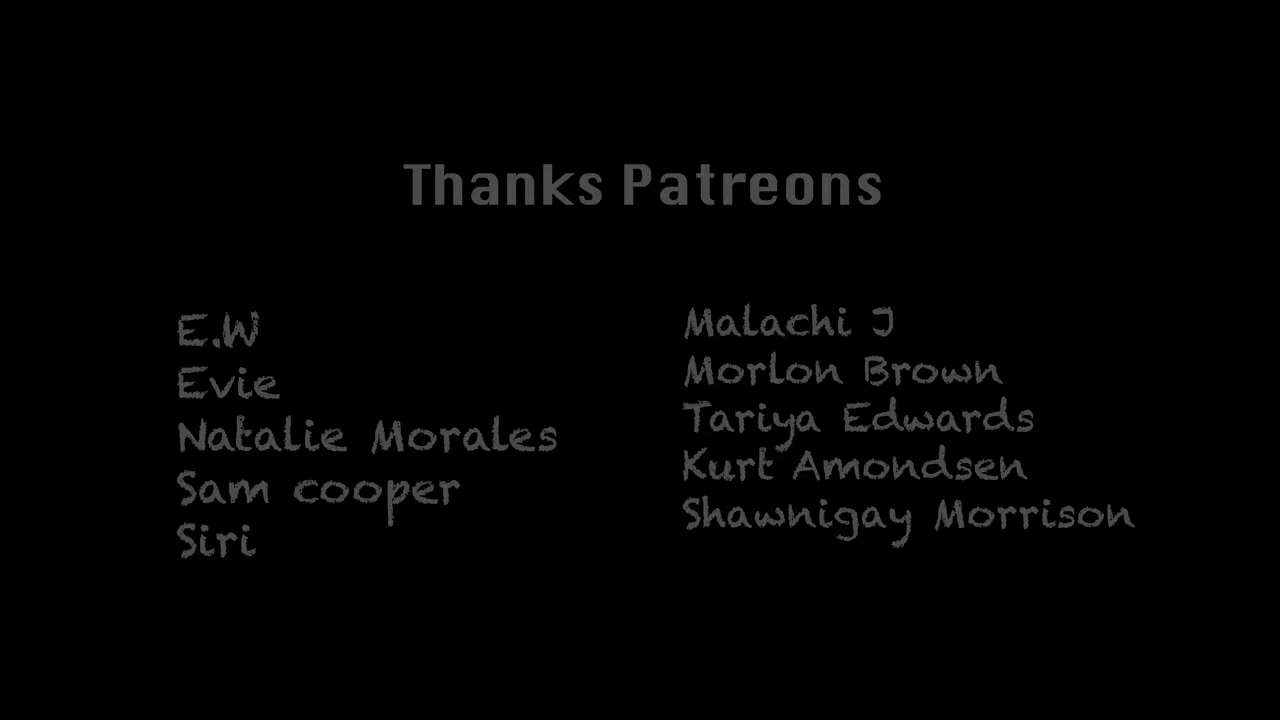 Thanks Patreons
E.W
Evie
Natalie Morales
Sam cooper
Siri
Malachi J
Morlon Brown
Tariya Edwards
Kurt Amondsen
Shawnigay Morrison